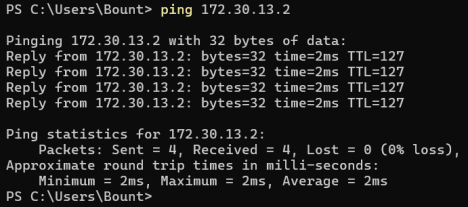 PS C:\Users\Bount> ping 172.30.13.2
Pinging 172.30.13.2 with 32 bytes of data:
Reply from 172.30.13.2: bytes=32 time=2ms TTL=127
Reply from 172.30.13.2: bytes=32 time=2ms TTL=127
Reply from 172.30.13.2: bytes=32 time=2ms TTL=127
Reply from 172.30.13.2: bytes=32 time=2ms TTL=127
Ping statistics for 172.30.13.2:
    Packets: Sent = 4, Received = 4, Lost = 0 (0% loss),
Approximate round trip times in milli-seconds:
    Minimum = 2ms, Maximum = 2ms, Average = 2ms
PS C:\Users\Bount>